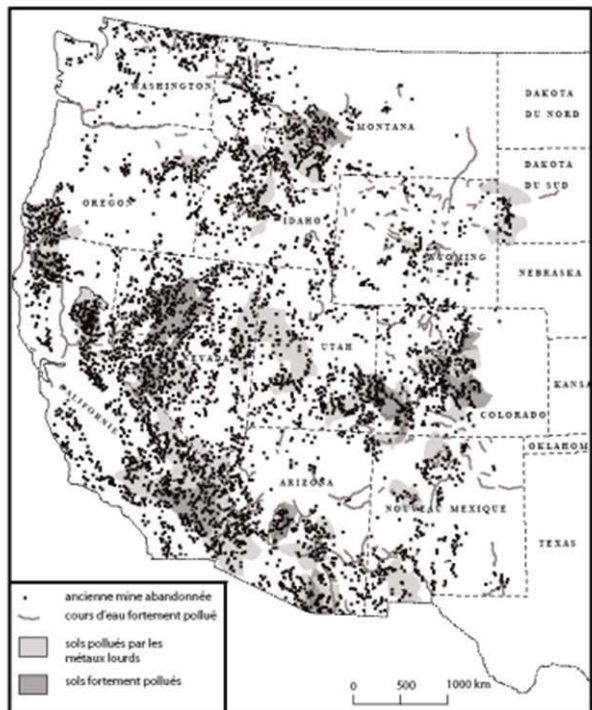 WASHINGTON
MONTANA
DAKOTA
DU NORD
DAKOTA
DU SUD
OREGON
IDAHO
WYOMING
NEBRASKA
NEVADA
UTAH
COLORADO
KANSA
CALIFORNIE
OKLAHOM
ARIZONA
NOUVEAU MEXIQUE
TEXAS
ancienne mine abandonnée
cours d'eau fortement pollué
sols pollués par les
métaux lourds
sols fortement pollués
0 500 1000 km